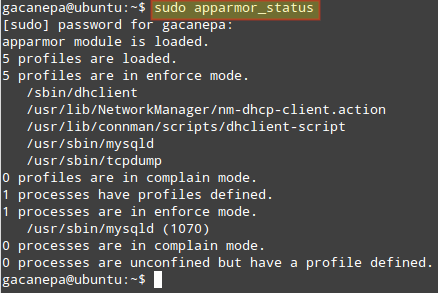 gacanepa@ubuntu:~$ sudo apparmor_status
[sudo] password for gacanepa:
apparmor module is loaded.
5 profiles are loaded.
5 profiles are in enforce mode.
/sbin/dhclient
/usr/lib/NetworkManager/nm-dhcp-client.action
/usr/lib/connman/scripts/dhclient-script
/usr/sbin/mysqld
/usr/sbin/tcpdump
0 profiles are in complain mode.
1 processes have profiles defined.
1 processes are in enforce mode.
/usr/sbin/mysqld (1070)
0 processes are in complain mode.
0 processes are unconfined but have a profile defined.
gacanepa@ubuntu:~$